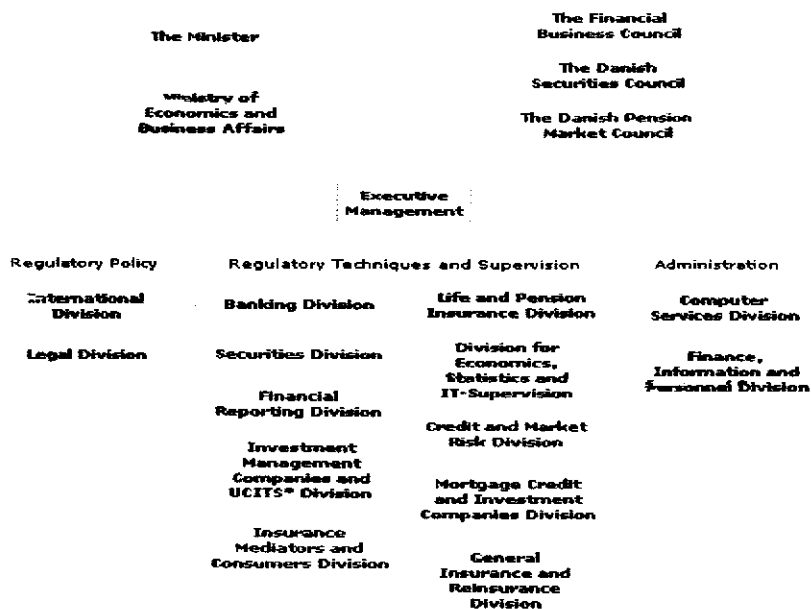 The Minister
Ministry of
Economics and
Business Affairs
The Financial
Business Council
The Danish
Securities Council
The Danish Pension
Market Council
Executive
Management
Regulatory Policy
International
Division
Legal Division
Regulatory Techniques and Supervision
Banking Division
Securities Division
Financial
Reporting Division
Investment
Management
Companies and
UCITS* Division
Insurance
Mediators and
Consumers Division
Life and Pension
Insurance Division
Division for
Economics,
Statistics and
IT-Supervision
Credit and Market
Risk Division
Mortgage Credit
and Investment
Companies Division
General
Insurance and
Reinsurance
Division
Administration
Computer
Services Division
Finance,
Information and
Personnel Division